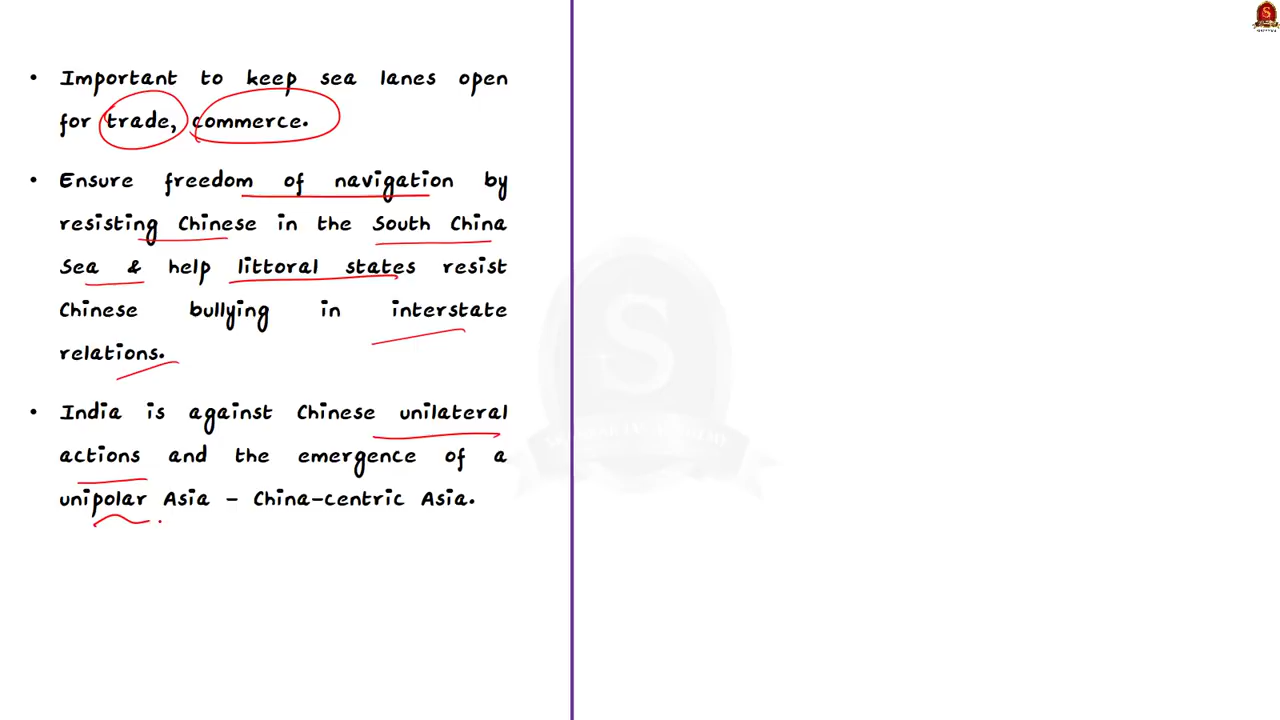 • Important to keep sea lanes open
for trade, commerce.
• Ensure freedom of navigation by
resisting Chinese in the South China
Sea & help littoral states resist
Chinese bullying in interstate
relations.
• India is against Chinese unilateral
actions and the emergence of a
unipolar Asia – China-centric Asia.
S